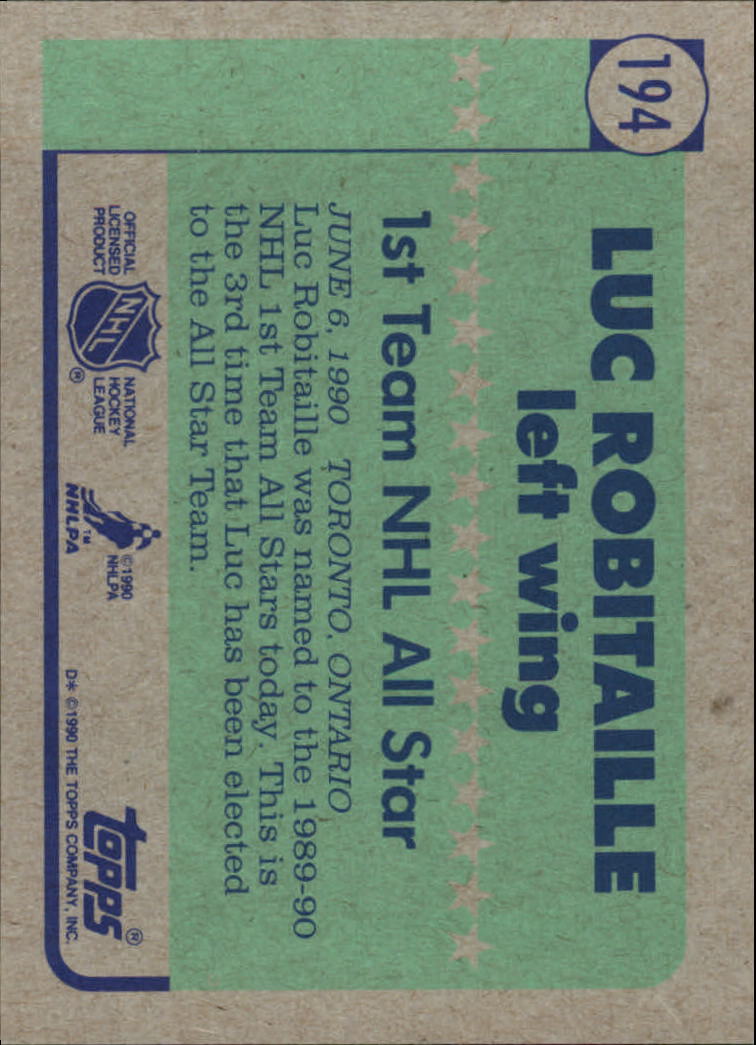 194
LUC ROBITAILLE
left wing
1st Team NHL All Star
JUNE 6, 1990 TORONTO, ONTARIO
Luc Robitaille was named to the 1989-90
NHL 1st Team All Stars today. This is
the 3rd time that Luc has been elected
to the All Star Team.
OFFICIAL
LICENSED
PRODUCT
NHL
NATIONAL
HOCKEY
LEAGUE
®
©1990
NHLPA
TM
NHLPA
topps®
D* ©1990 THE TOPPS COMPANY, INC.